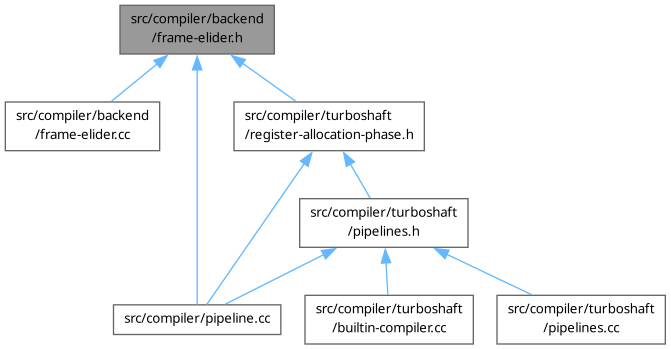 src/compiler/backend
/frame-elider.h
src/compiler/backend
/frame-elider.cc
src/compiler/turboshaft
/register-allocation-phase.h
src/compiler/turboshaft
/pipelines.h
src/compiler/pipeline.cc
src/compiler/turboshaft
/builtin-compiler.cc
src/compiler/turboshaft
/pipelines.cc